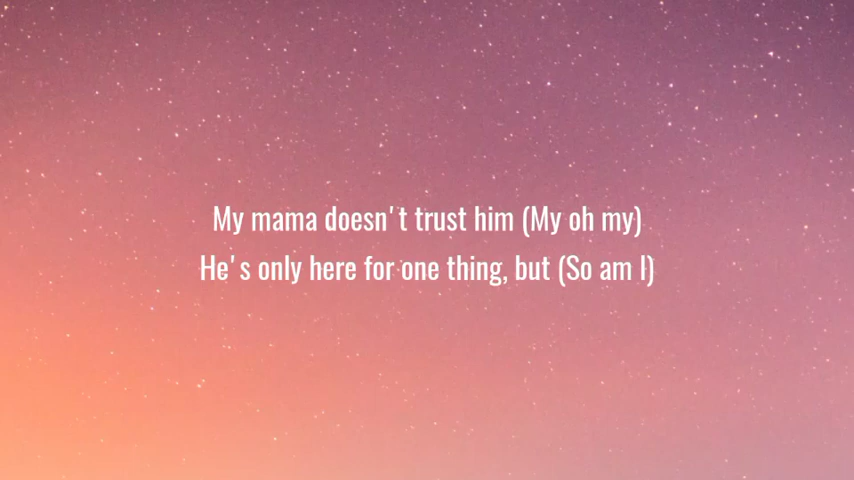 My mama doesn't trust him (My oh my)
He's only here for one thing, but (So am I)